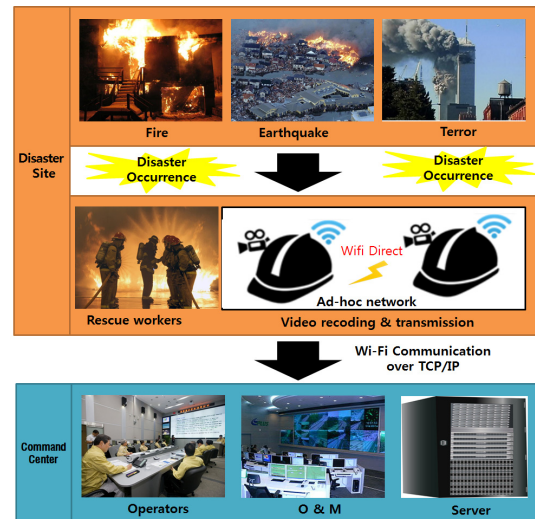 Fire
Earthquake
Terror
Disaster
Site
Disaster
Occurrence
Disaster
Occurrence
Wifi Direct
Ad-hoc network
Rescue workers
Video recoding & transmission
Wi-Fi Communication
over TCP/IP
Command
Center
Operators
O & M
Server